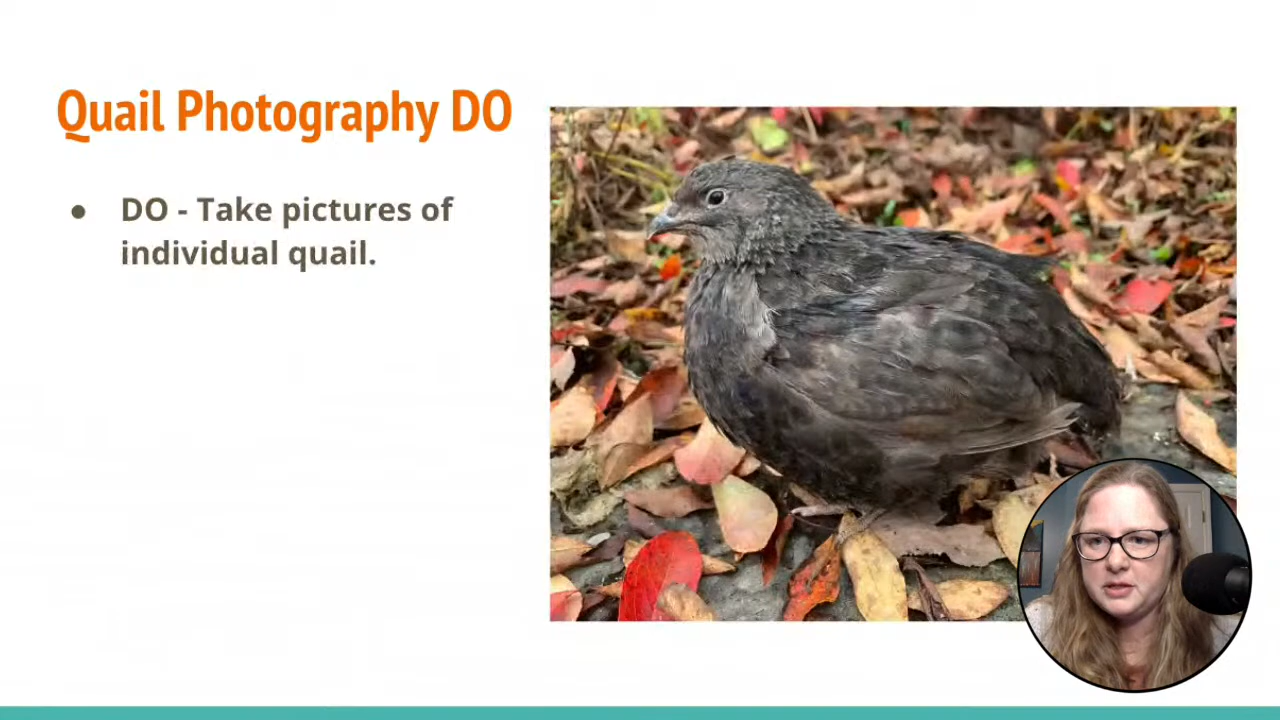 Quail Photography DO
● DO - Take pictures of
individual quail.